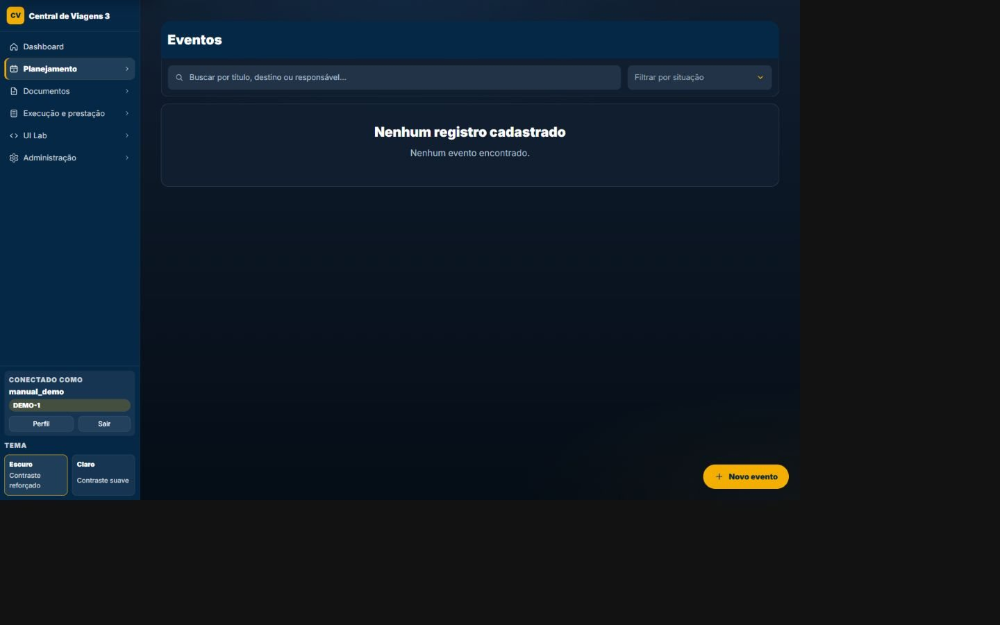 CV Central de Viagens 3
Dashboard
Planejamento
Documentos
Execução e prestação
UI Lab
Administração
CONECTADO COMO
manual_demo
DEMO-1
Perfil
Sair
TEMA
Escuro
Contraste
reforçado
Claro
Contraste suave
Eventos
Buscar por título, destino ou responsável...
Filtrar por situação
Nenhum registro cadastrado
Nenhum evento encontrado.
+ Novo evento